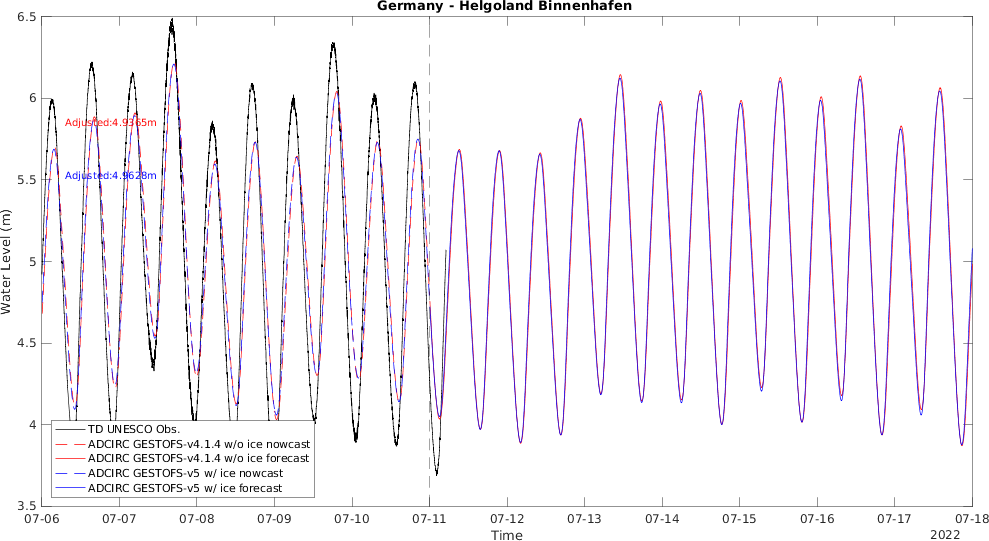 Germany - Helgoland Binnenhafen
6.5
6
5.5
5
4.5
4
3.5
Water Level (m)
Adjusted:4.9365m
Adjusted:4.9628m
TD UNESCO Obs.
ADCIRC GESTOFS-v4.1.4 w/o ice nowcast
ADCIRC GESTOFS-v4.1.4 w/o ice forecast
ADCIRC GESTOFS-v5 w/ ice nowcast
ADCIRC GESTOFS-v5 w/ ice forecast
07-06 07-07 07-08 07-09 07-10 07-11 07-12 07-13 07-14 07-15 07-16 07-17 07-18
Time
2022